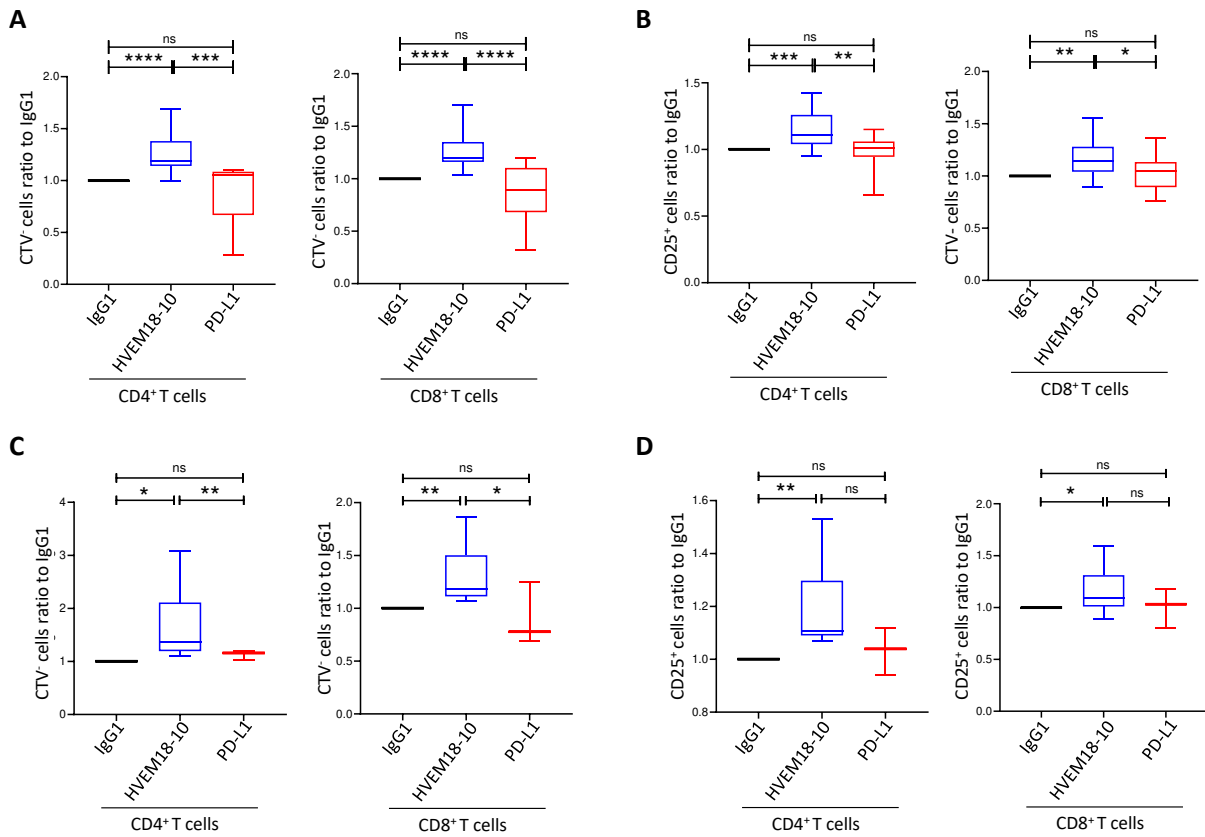 A
ns
**** ***
CTV⁻ cells ratio to IgG1
2.0
1.5
1.0
0.5
0.0
IgG1
HVEM18-10
PD-L1
CD4⁺ T cells
ns
**** ****
CTV⁻ cells ratio to IgG1
2.0
1.5
1.0
0.5
0.0
IgG1
HVEM18-10
PD-L1
CD8⁺ T cells
B
ns
*** **
CD25⁺ cells ratio to IgG1
1.5
1.0
0.5
0.0
IgG1
HVEM18-10
PD-L1
CD4⁺ T cells
ns
** *
CTV- cells ratio to IgG1
2.0
1.5
1.0
0.5
0.0
IgG1
HVEM18-10
PD-L1
CD8⁺ T cells
C
ns
* **
CTV⁻ cells ratio to IgG1
4
3
2
1
0
IgG1
HVEM18-10
PD-L1
CD4⁺ T cells
ns
** *
CTV⁻ cells ratio to IgG1
2.0
1.5
1.0
0.5
0.0
IgG1
HVEM18-10
PD-L1
CD8⁺ T cells
D
ns
** ns
CD25⁺ cells ratio to IgG1
1.6
1.4
1.2
1.0
0.8
IgG1
HVEM18-10
PD-L1
CD4⁺ T cells
ns
* ns
CD25⁺ cells ratio to IgG1
2.0
1.5
1.0
0.5
0.0
IgG1
HVEM18-10
PD-L1
CD8⁺ T cells